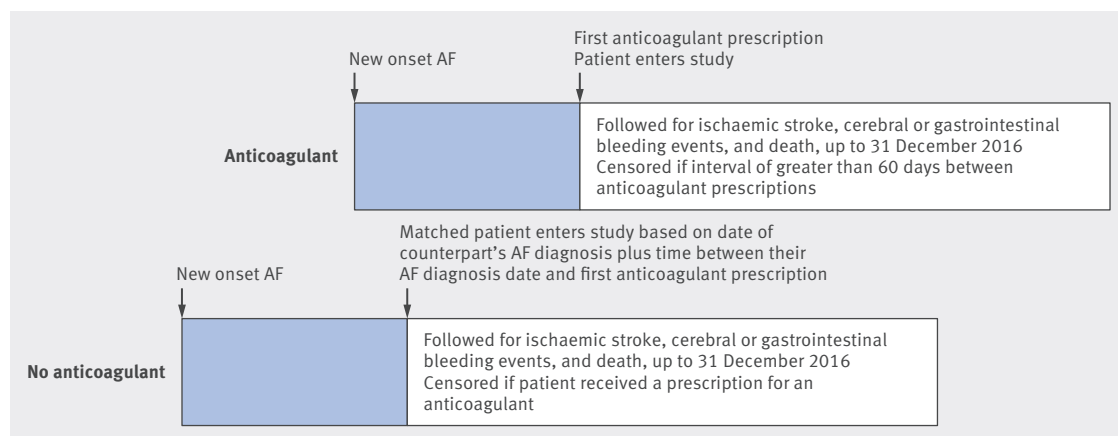 First anticoagulant prescription
New onset AF
Patient enters study
Anticoagulant
Followed for ischaemic stroke, cerebral or gastrointestinal
bleeding events, and death, up to 31 December 2016
Censored if interval of greater than 60 days between
anticoagulant prescriptions
Matched patient enters study based on date of
counterpart's AF diagnosis plus time between their
AF diagnosis date and first anticoagulant prescription
New onset AF
No anticoagulant
Followed for ischaemic stroke, cerebral or gastrointestinal
bleeding events, and death, up to 31 December 2016
Censored if patient received a prescription for an
anticoagulant